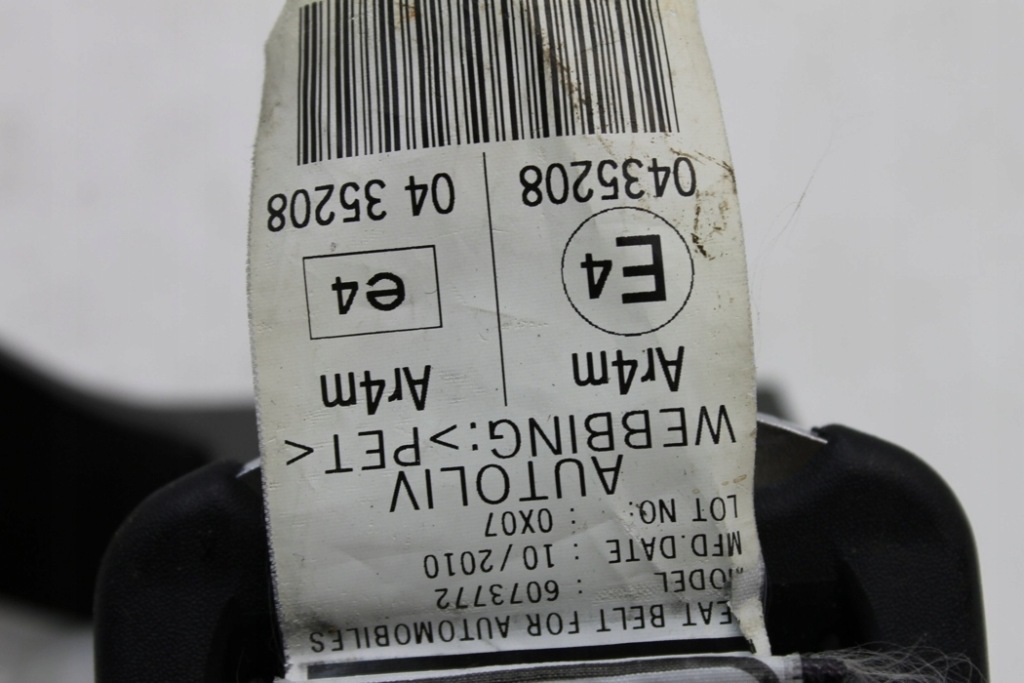 EAT BELT FOR AUTOMOBILES
MODEL : 6073772
MFD.DATE : 10/2010
LOT NO. : 0X07
AUTOLIV
WEBBING:>PET<
Ar4m Ar4m
E4 e4
0435208 04 35208